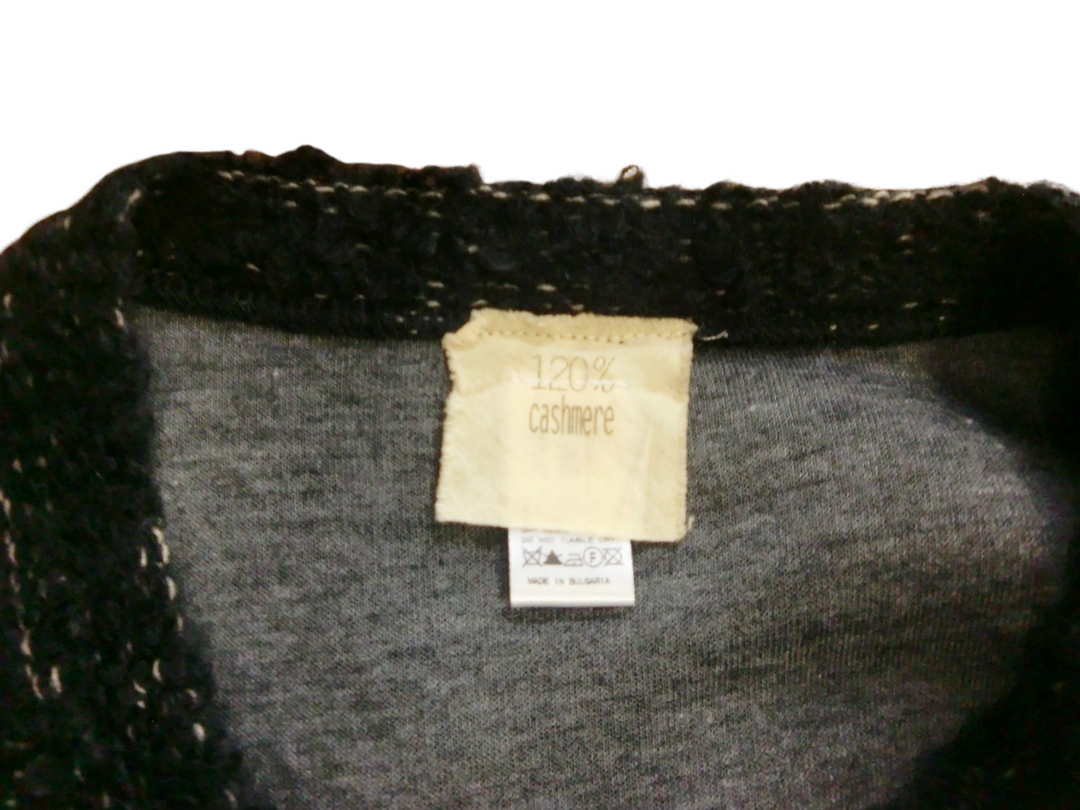 120%
cashmere
DO NOT TUMBLE DRY
F
MADE IN BULGARIA